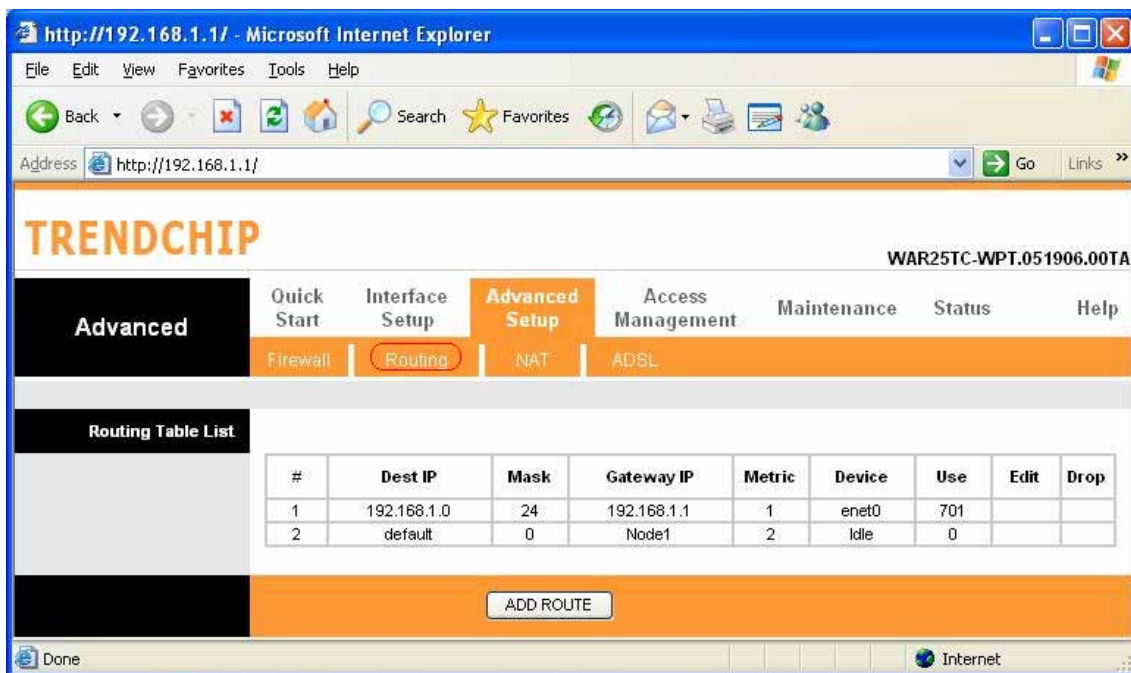 http://192.168.1.1/ - Microsoft Internet Explorer
File Edit View Favorites Tools Help
Back Search Favorites
Address http://192.168.1.1/ Go Links »
TRENDCHIP
WAR25TC-WPT.051906.00TA
Advanced
Quick Start Interface Setup Advanced Setup Access Management Maintenance Status Help
Firewall Routing NAT ADSL
Routing Table List
# Dest IP Mask Gateway IP Metric Device Use Edit Drop
1 192.168.1.0 24 192.168.1.1 1 enet0 701
2 default 0 Node1 2 Idle 0
ADD ROUTE
Done Internet